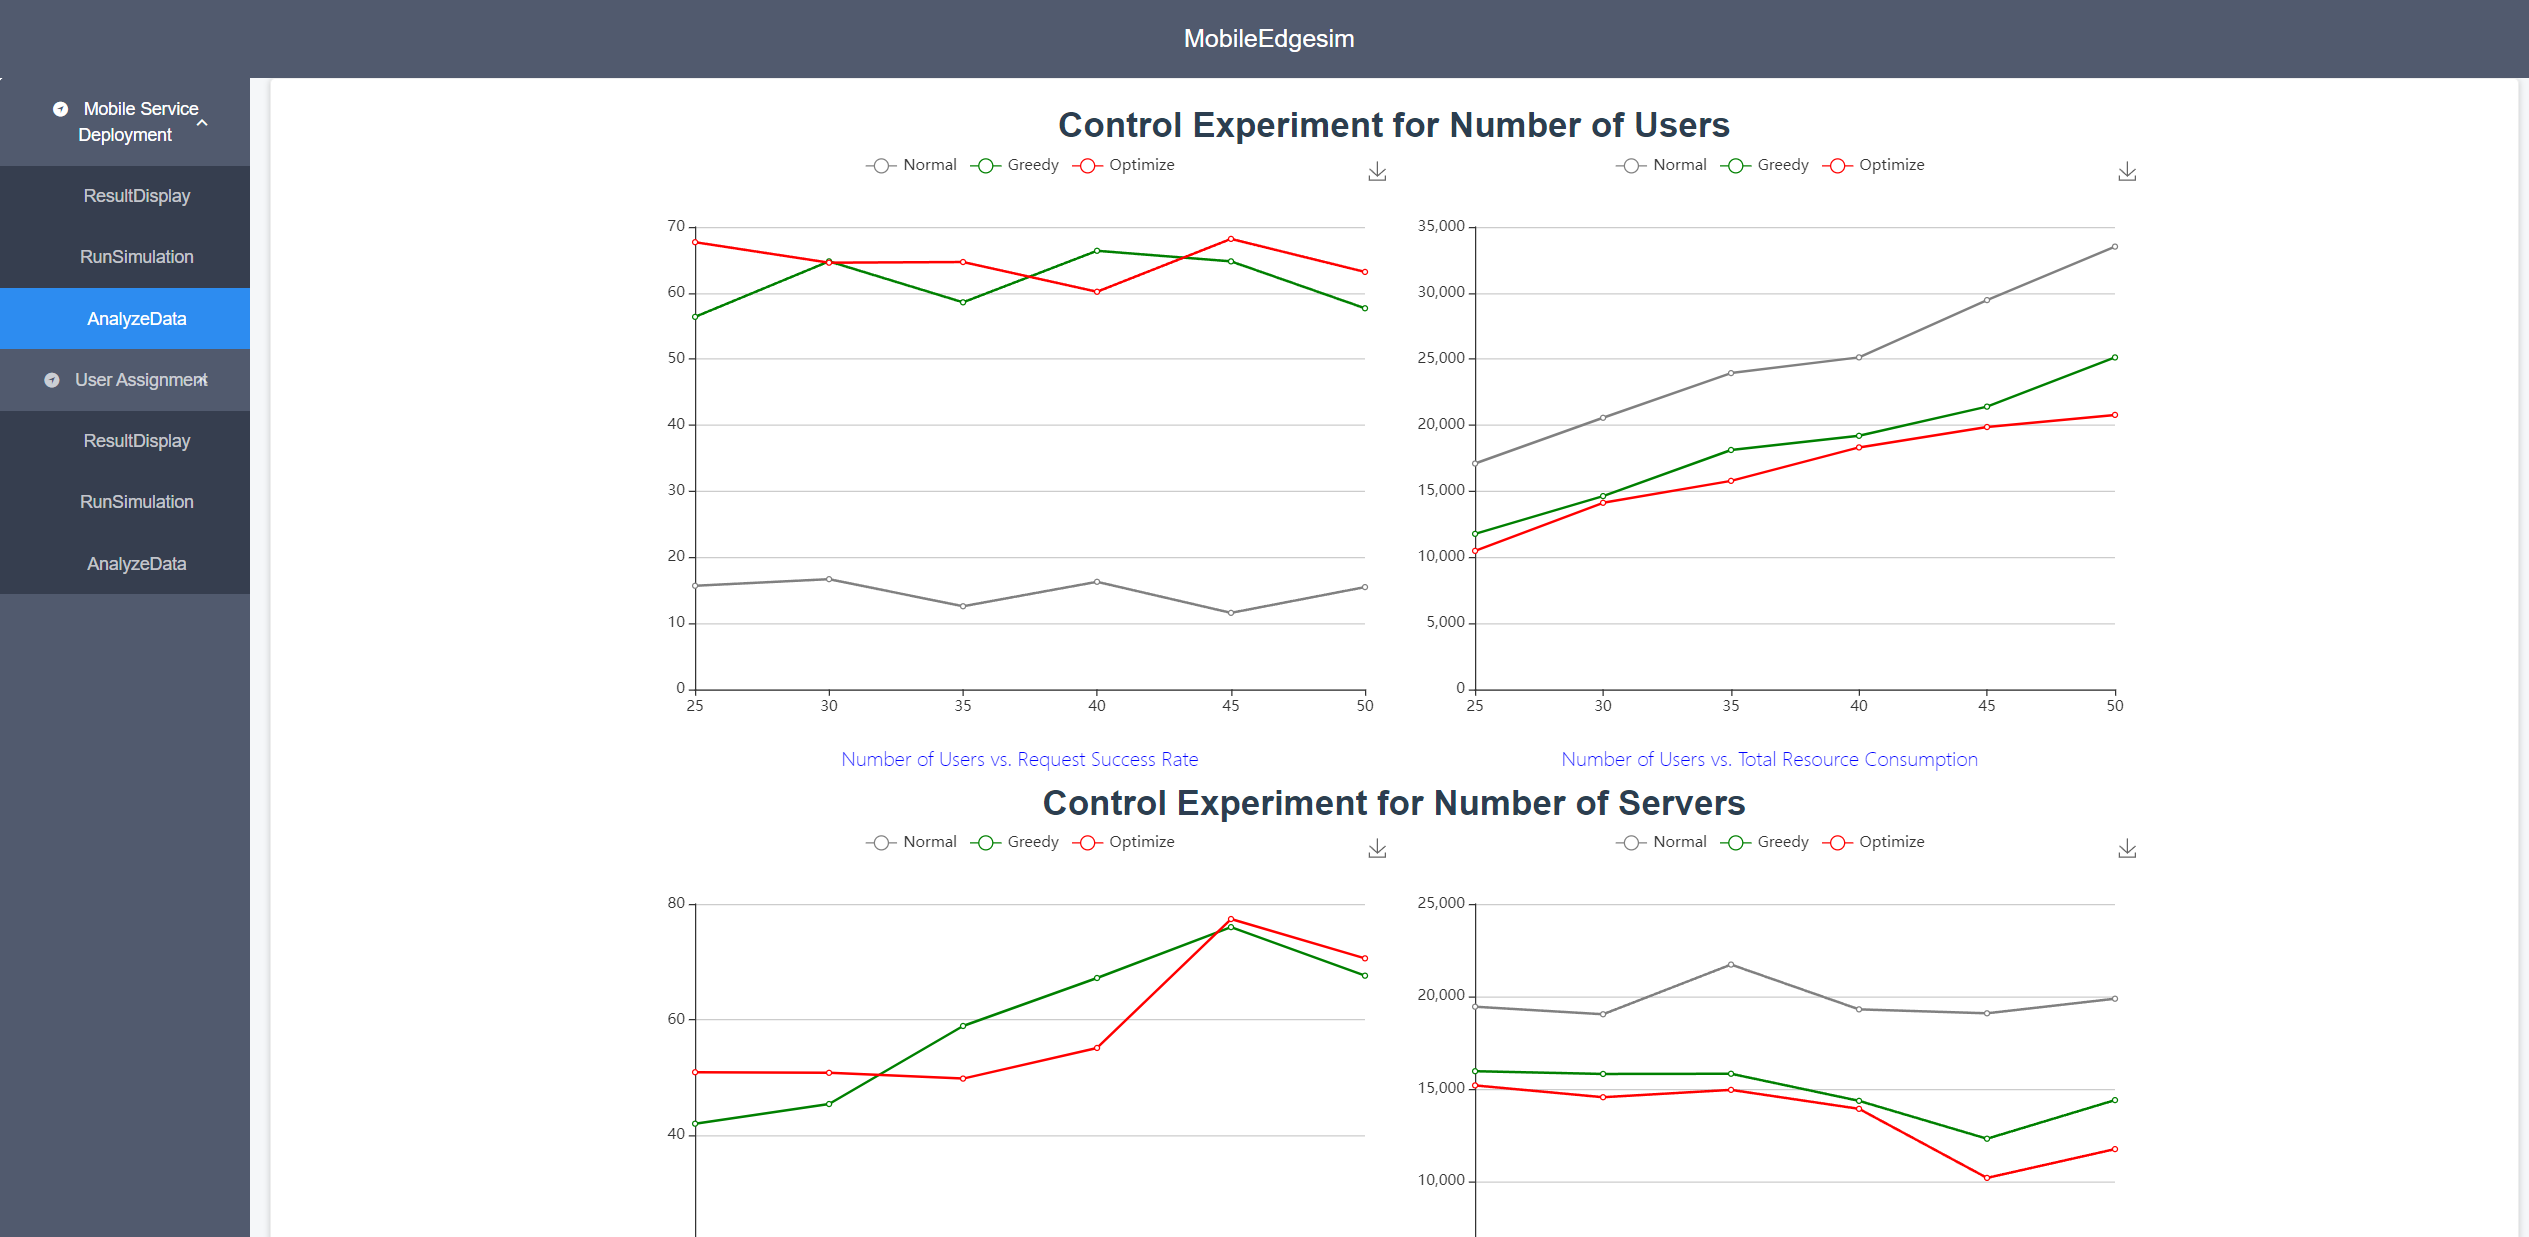 MobileEdgesim
Mobile Service
Deployment
ResultDisplay
RunSimulation
AnalyzeData
User Assignment
ResultDisplay
RunSimulation
AnalyzeData
Control Experiment for Number of Users
Normal Greedy Optimize
70
60
50
40
30
20
10
0
25 30 35 40 45 50
Number of Users vs. Request Success Rate
Normal Greedy Optimize
35,000
30,000
25,000
20,000
15,000
10,000
5,000
0
25 30 35 40 45 50
Number of Users vs. Total Resource Consumption
Control Experiment for Number of Servers
Normal Greedy Optimize
80
60
40
Normal Greedy Optimize
25,000
20,000
15,000
10,000